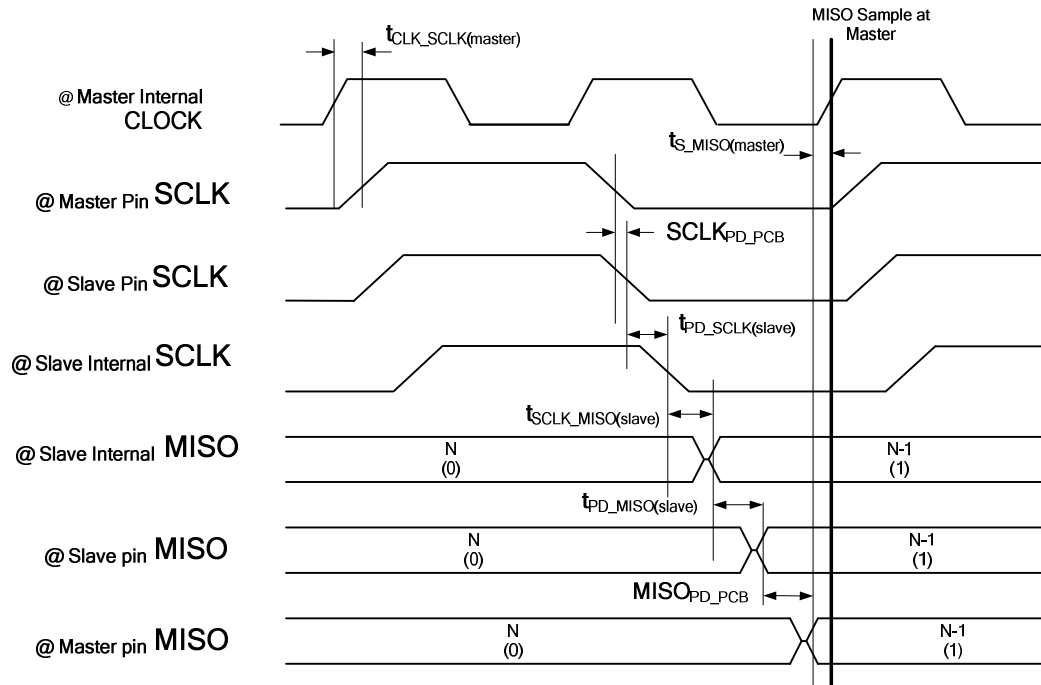 MISO Sample at
Master
tCLK_SCLK(master)
@ Master Internal
CLOCK
tS_MISO(master)
@ Master Pin SCLK
SCLKPD_PCB
@ Slave Pin SCLK
tPD_SCLK(slave)
@ Slave Internal SCLK
tSCLK_MISO(slave)
@ Slave Internal MISO
N
(0)
N-1
(1)
tPD_MISO(slave)
@ Slave pin MISO
N
(0)
N-1
(1)
MISOPD_PCB
@ Master pin MISO
N
(0)
N-1
(1)